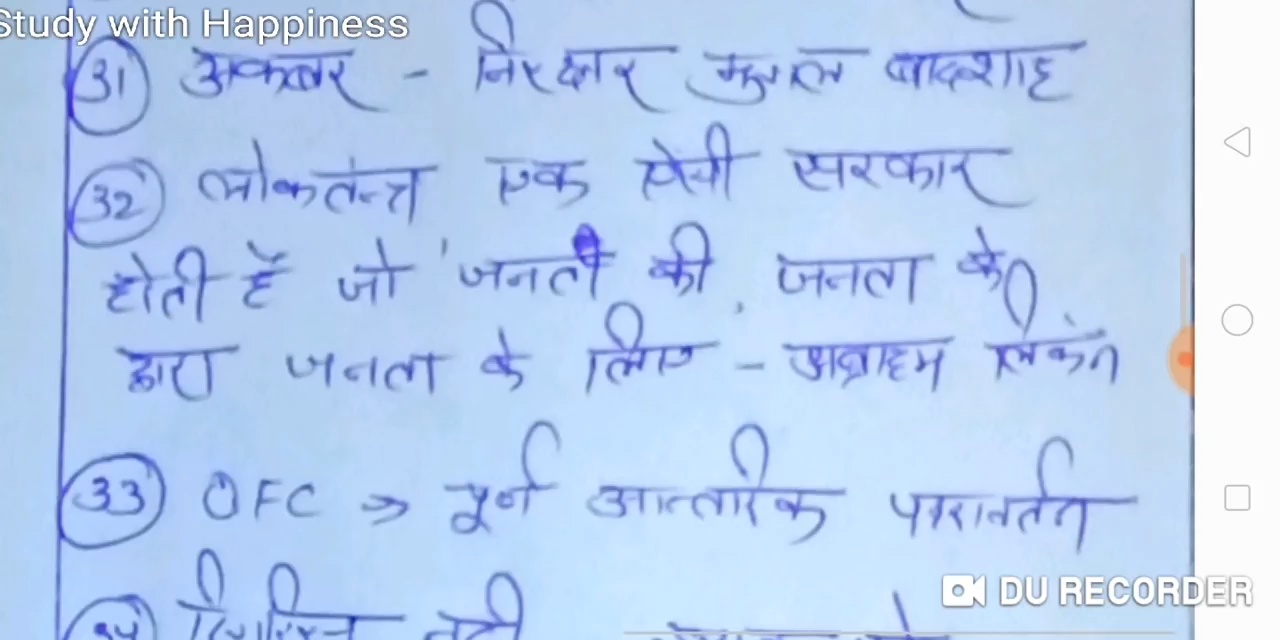 Study with Happiness
31 अकबर - निरक्षर मुगल बादशाह
32 लोकतन्त्र एक ऐसी सरकार
होती है जो जनता की, जनता के
द्वारा जनता के लिए - अब्राहम लिंकन
33 OFC → पूर्ण आन्तरिक परावर्तन
34
DU RECORDER